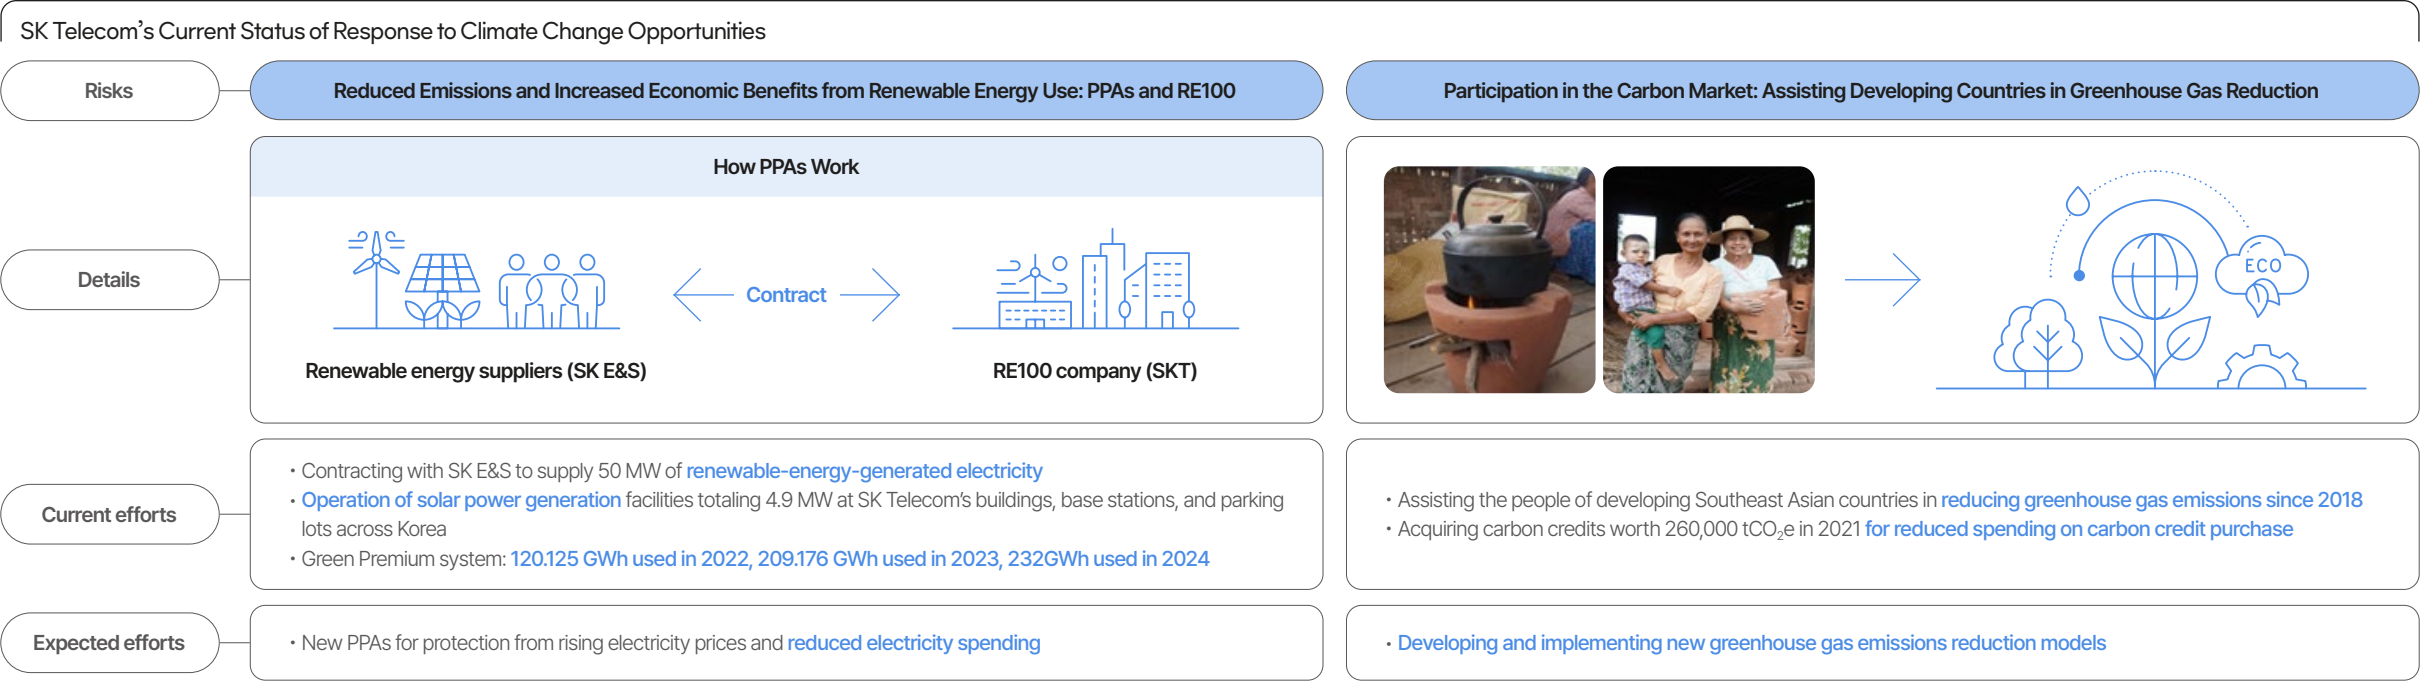 SK Telecom's Current Status of Response to Climate Change Opportunities
Risks
Reduced Emissions and Increased Economic Benefits from Renewable Energy Use: PPAs and RE100
Participation in the Carbon Market: Assisting Developing Countries in Greenhouse Gas Reduction
Details
How PPAs Work
Contract
Renewable energy suppliers (SK E&S)
RE100 company (SKT)
ECO
Current efforts
• Contracting with SK E&S to supply 50 MW of renewable-energy-generated electricity
• Operation of solar power generation facilities totaling 4.9 MW at SK Telecom's buildings, base stations, and parking
lots across Korea
• Green Premium system: 120.125 GWh used in 2022, 209.176 GWh used in 2023, 232GWh used in 2024
• Assisting the people of developing Southeast Asian countries in reducing greenhouse gas emissions since 2018
• Acquiring carbon credits worth 260,000 tCO₂e in 2021 for reduced spending on carbon credit purchase
Expected efforts
• New PPAs for protection from rising electricity prices and reduced electricity spending
• Developing and implementing new greenhouse gas emissions reduction models